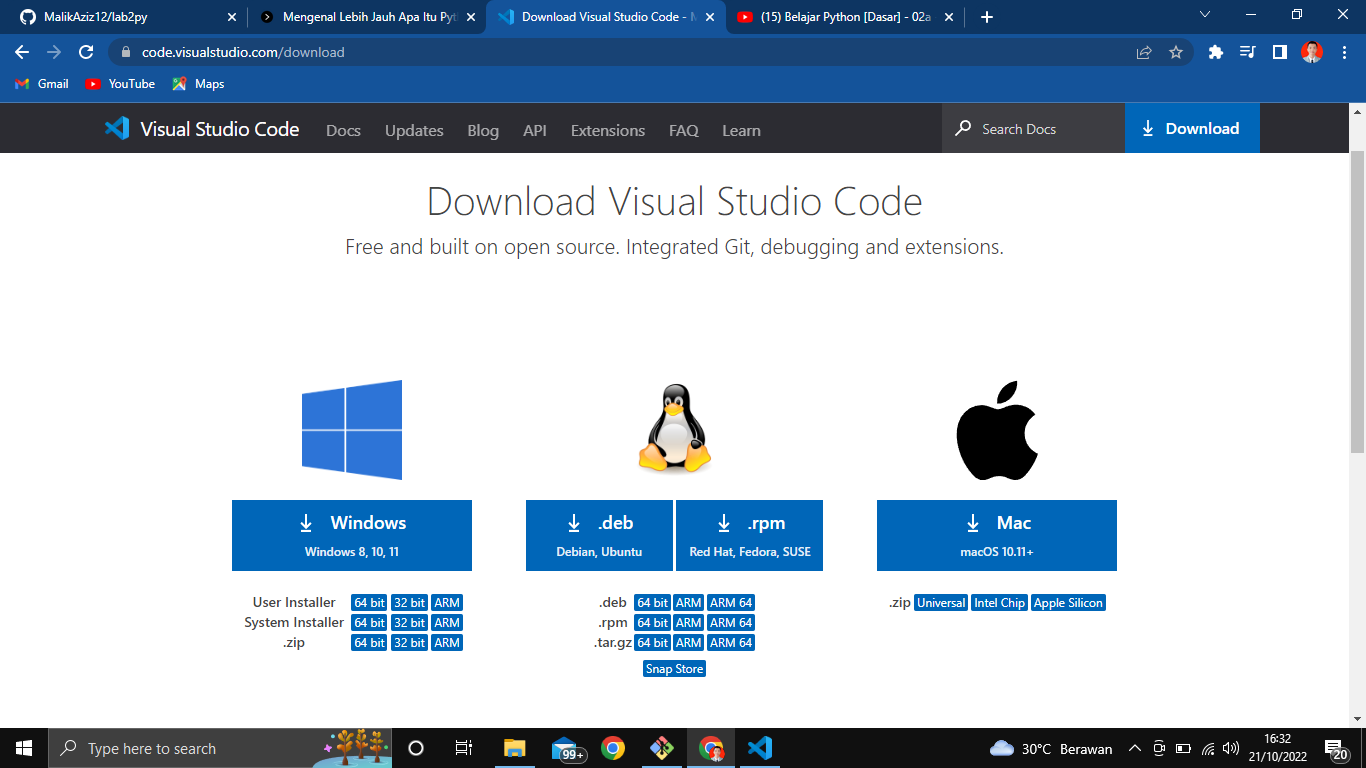 MalikAziz12/lab2py
Mengenal Lebih Jauh Apa Itu Pyt
Download Visual Studio Code - M
(15) Belajar Python [Dasar] - 02a
code.visualstudio.com/download
Gmail YouTube Maps
Visual Studio Code Docs Updates Blog API Extensions FAQ Learn Search Docs Download
Download Visual Studio Code
Free and built on open source. Integrated Git, debugging and extensions.
Windows
Windows 8, 10, 11
User Installer 64 bit 32 bit ARM
System Installer 64 bit 32 bit ARM
.zip 64 bit 32 bit ARM
.deb
Debian, Ubuntu
.rpm
Red Hat, Fedora, SUSE
.deb 64 bit ARM ARM 64
.rpm 64 bit ARM ARM 64
.tar.gz 64 bit ARM ARM 64
Snap Store
Mac
macOS 10.11+
.zip Universal Intel Chip Apple Silicon
Type here to search
99+
30°C Berawan
16:32
21/10/2022
20